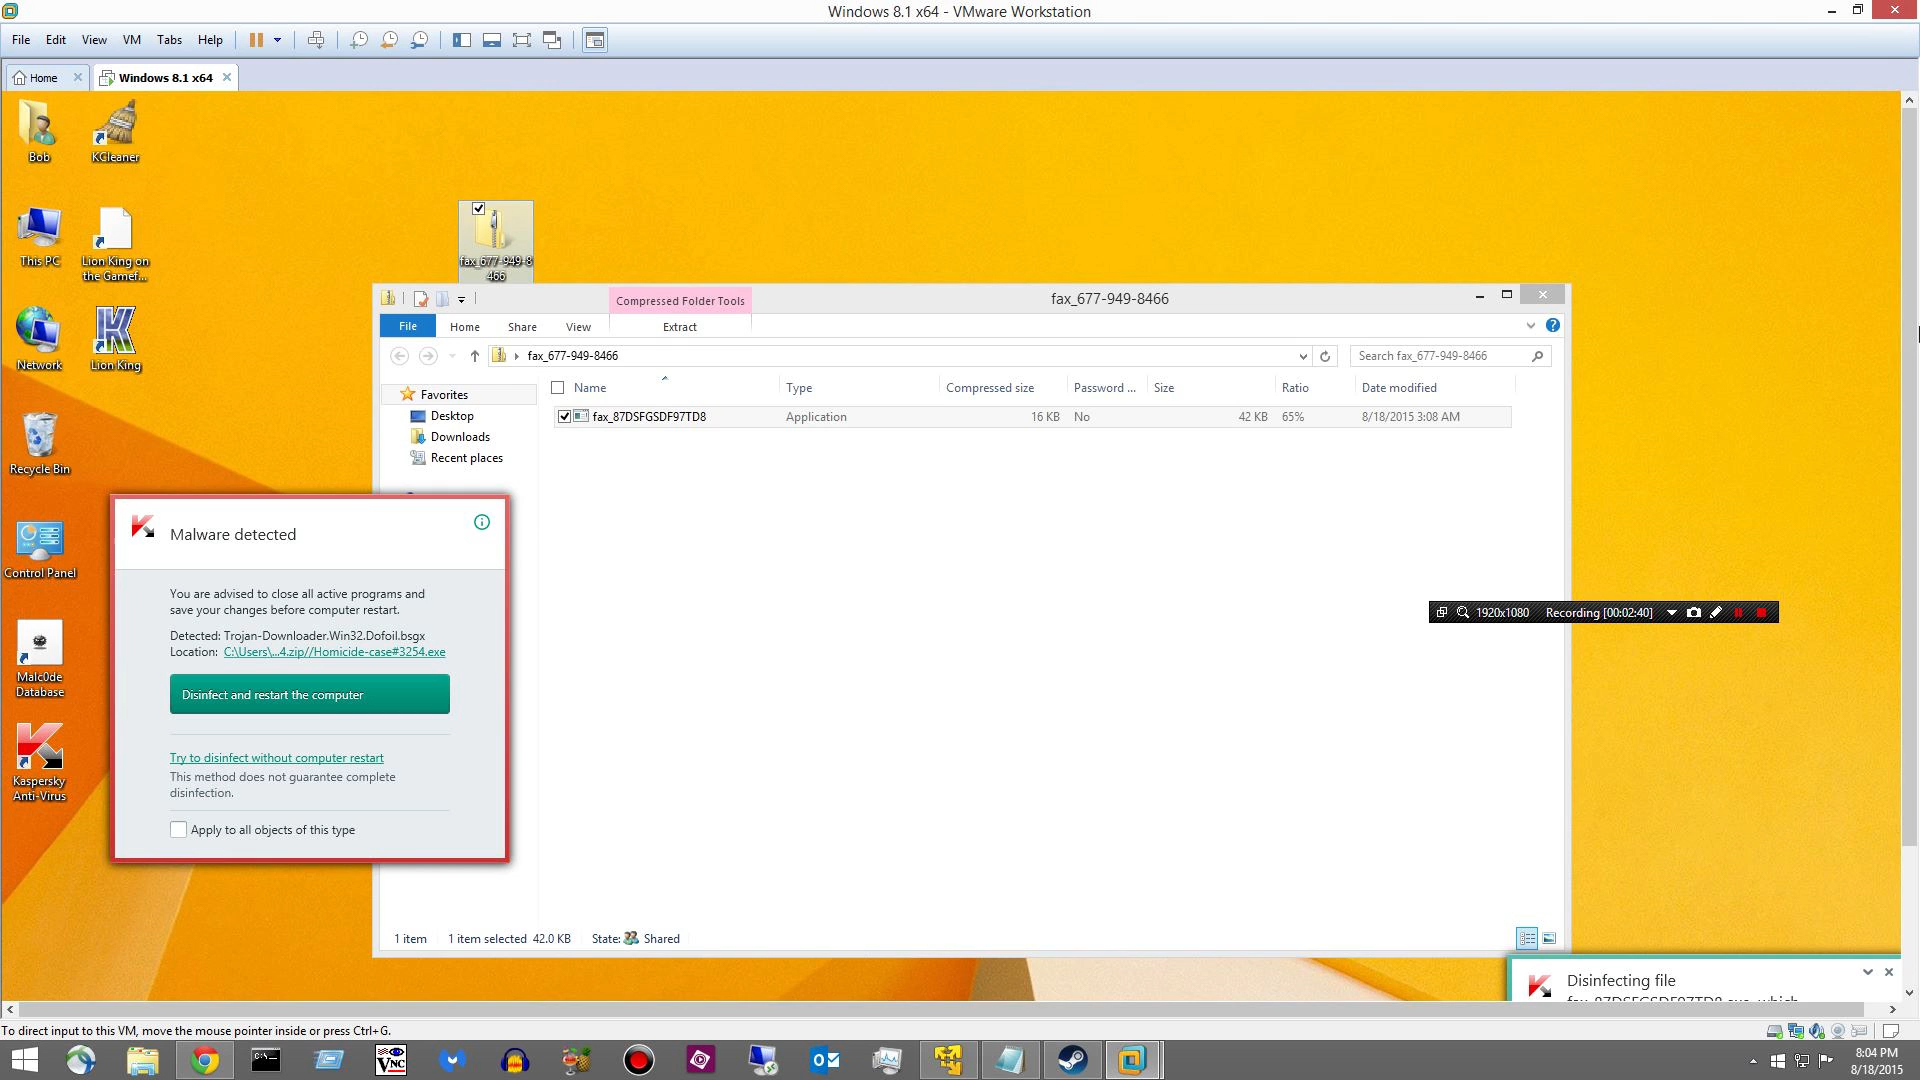 Windows 8.1 x64 - VMware Workstation
File Edit View VM Tabs Help
Home Windows 8.1 x64
Bob
KCleaner
This PC
Lion King on
the Gamef...
Network
Lion King
Recycle Bin
Control Panel
Malc0de
Database
Kaspersky
Anti-Virus
fax_677-949-8
466
Compressed Folder Tools
fax_677-949-8466
File Home Share View Extract
fax_677-949-8466
Search fax_677-949-8466
Favorites
Desktop
Downloads
Recent places
Name Type Compressed size Password ... Size Ratio Date modified
fax_87DSFGSDF97TD8 Application 16 KB No 42 KB 65% 8/18/2015 3:08 AM
Malware detected
You are advised to close all active programs and
save your changes before computer restart.
Detected: Trojan-Downloader.Win32.Dofoil.bsgx
Location: C:\Users\...4.zip//Homicide-case#3254.exe
Disinfect and restart the computer
Try to disinfect without computer restart
This method does not guarantee complete
disinfection.
Apply to all objects of this type
1920x1080 Recording [00:02:40]
1 item 1 item selected 42.0 KB State: Shared
Disinfecting file
fax_87DSFGSDF97TD8.exe, which
To direct input to this VM, move the mouse pointer inside or press Ctrl+G.
C:\
VNC
8:04 PM
8/18/2015